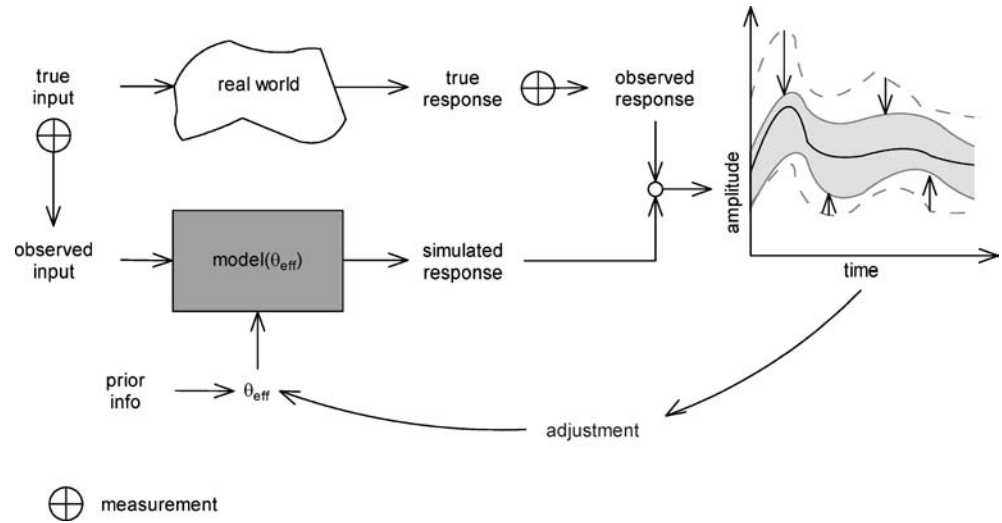 true
input
real world
true
response
observed
response
amplitude
time
observed
input
model(θeff)
simulated
response
prior
info
θeff
adjustment
measurement